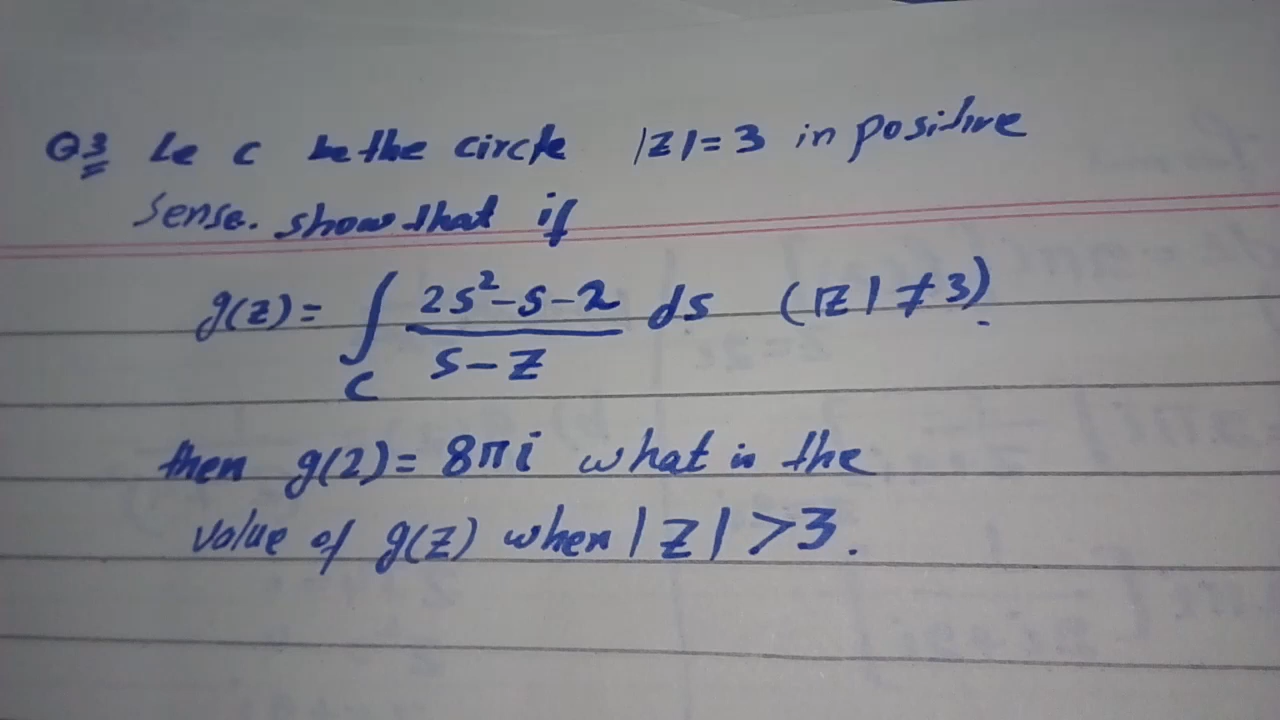 Q3 Le c be the circle |z|=3 in positive
sense. show that if
g(z) = ∫_C (2s²-s-2)/(s-z) ds (|z| ≠ 3).
then g(2) = 8πi what is the
value of g(z) when |z| > 3.